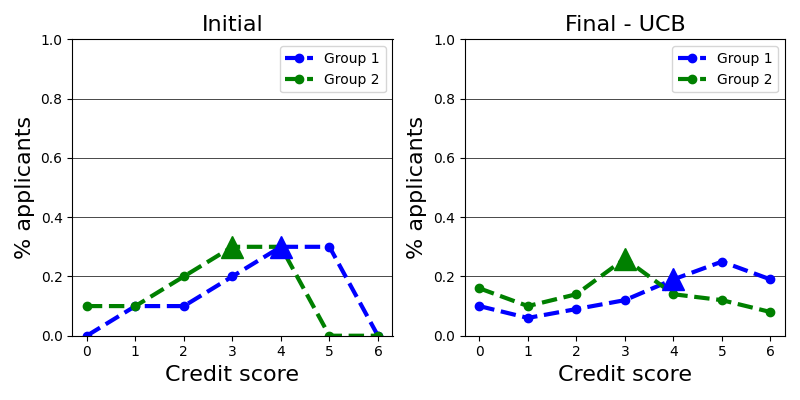 Initial
% applicants
1.0
0.8
0.6
0.4
0.2
0.0
Group 1
Group 2
0 1 2 3 4 5 6
Credit score
Final - UCB
% applicants
1.0
0.8
0.6
0.4
0.2
0.0
Group 1
Group 2
0 1 2 3 4 5 6
Credit score